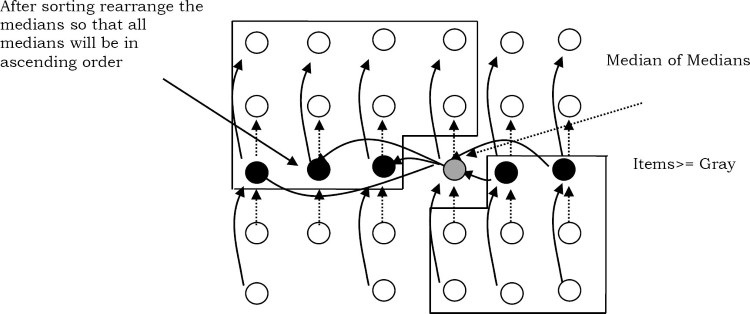 After sorting rearrange the
medians so that all
medians will be in
ascending order
Median of Medians
Items>= Gray